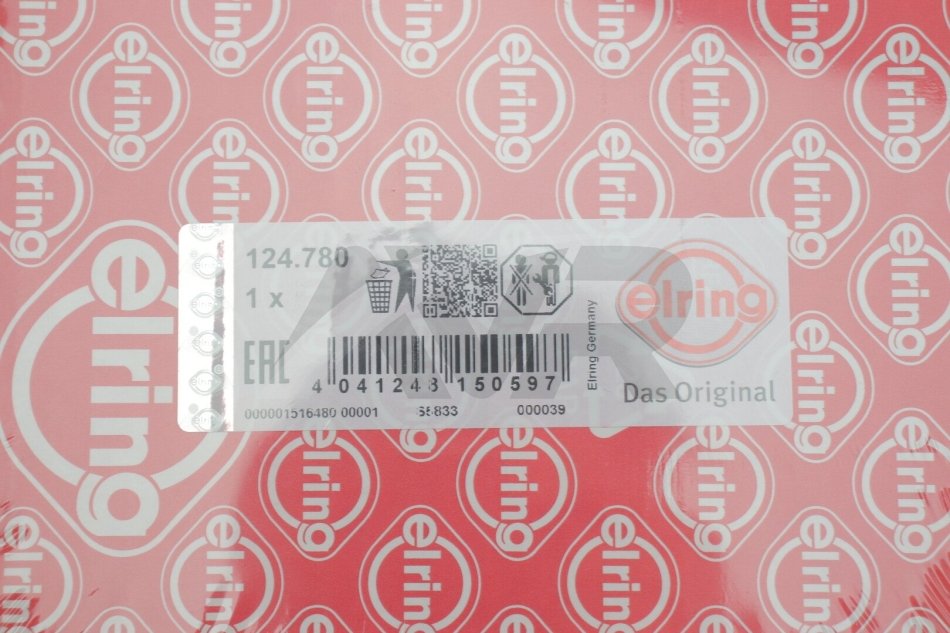 124.780
1 x
EAC
4 041248 150597
000001516480 00001
000039
Elring Germany
elring
Das Original